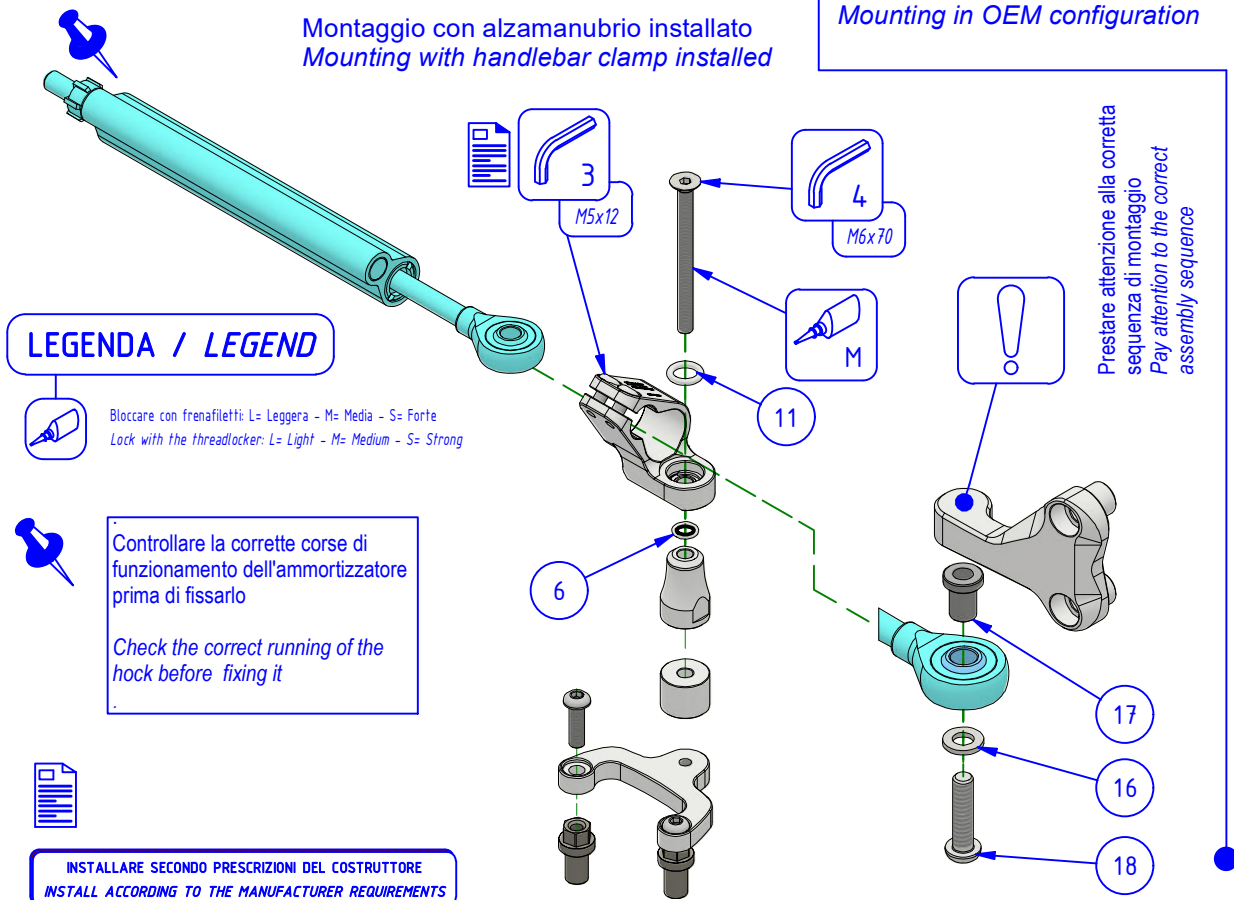 Montaggio con alzamanubrio installato
Mounting with handlebar clamp installed
Mounting in OEM configuration
3
M5x12
4
M6x70
M
11
Prestare attenzione alla corretta
sequenza di montaggio
Pay attention to the correct
assembly sequence
LEGENDA / LEGEND
Bloccare con frenafiletti: L= Leggera - M= Media - S= Forte
Lock with the threadlocker: L= Light - M= Medium - S= Strong
.
Controllare la corrette corse di
funzionamento dell'ammortizzatore
prima di fissarlo
Check the correct running of the
hock before fixing it
.
6
17
16
18
INSTALLARE SECONDO PRESCRIZIONI DEL COSTRUTTORE
INSTALL ACCORDING TO THE MANUFACTURER REQUIREMENTS